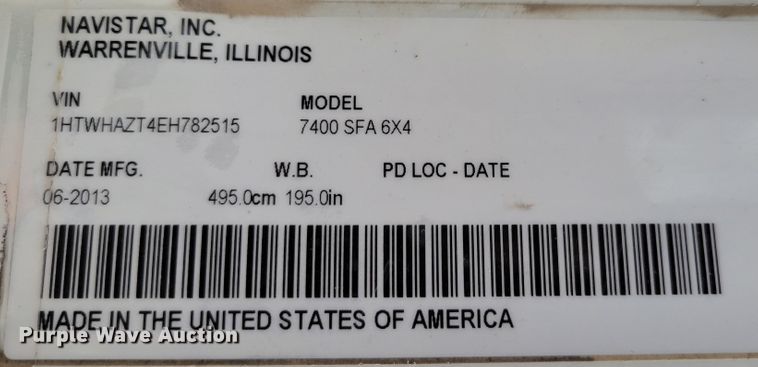 NAVISTAR, INC.
WARRENVILLE, ILLINOIS
VIN MODEL
1HTWHAZT4EH782515 7400 SFA 6X4
DATE MFG. W.B. PD LOC - DATE
06-2013 495.0cm 195.0in
MADE IN THE UNITED STATES OF AMERICA
Purple Wave Auction